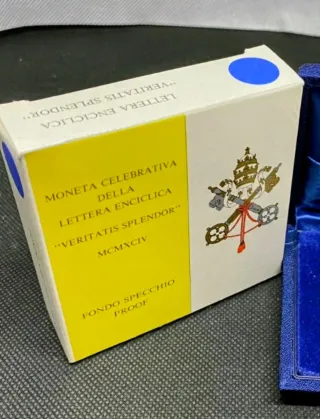 LETTERA ENCICLICA
"VERITATIS SPLENDOR"
MONETA CELEBRATIVA
DELLA
LETTERA ENCICLICA
"VERITATIS SPLENDOR"
MCMXCIV
FONDO SPECCHIO
PROOF